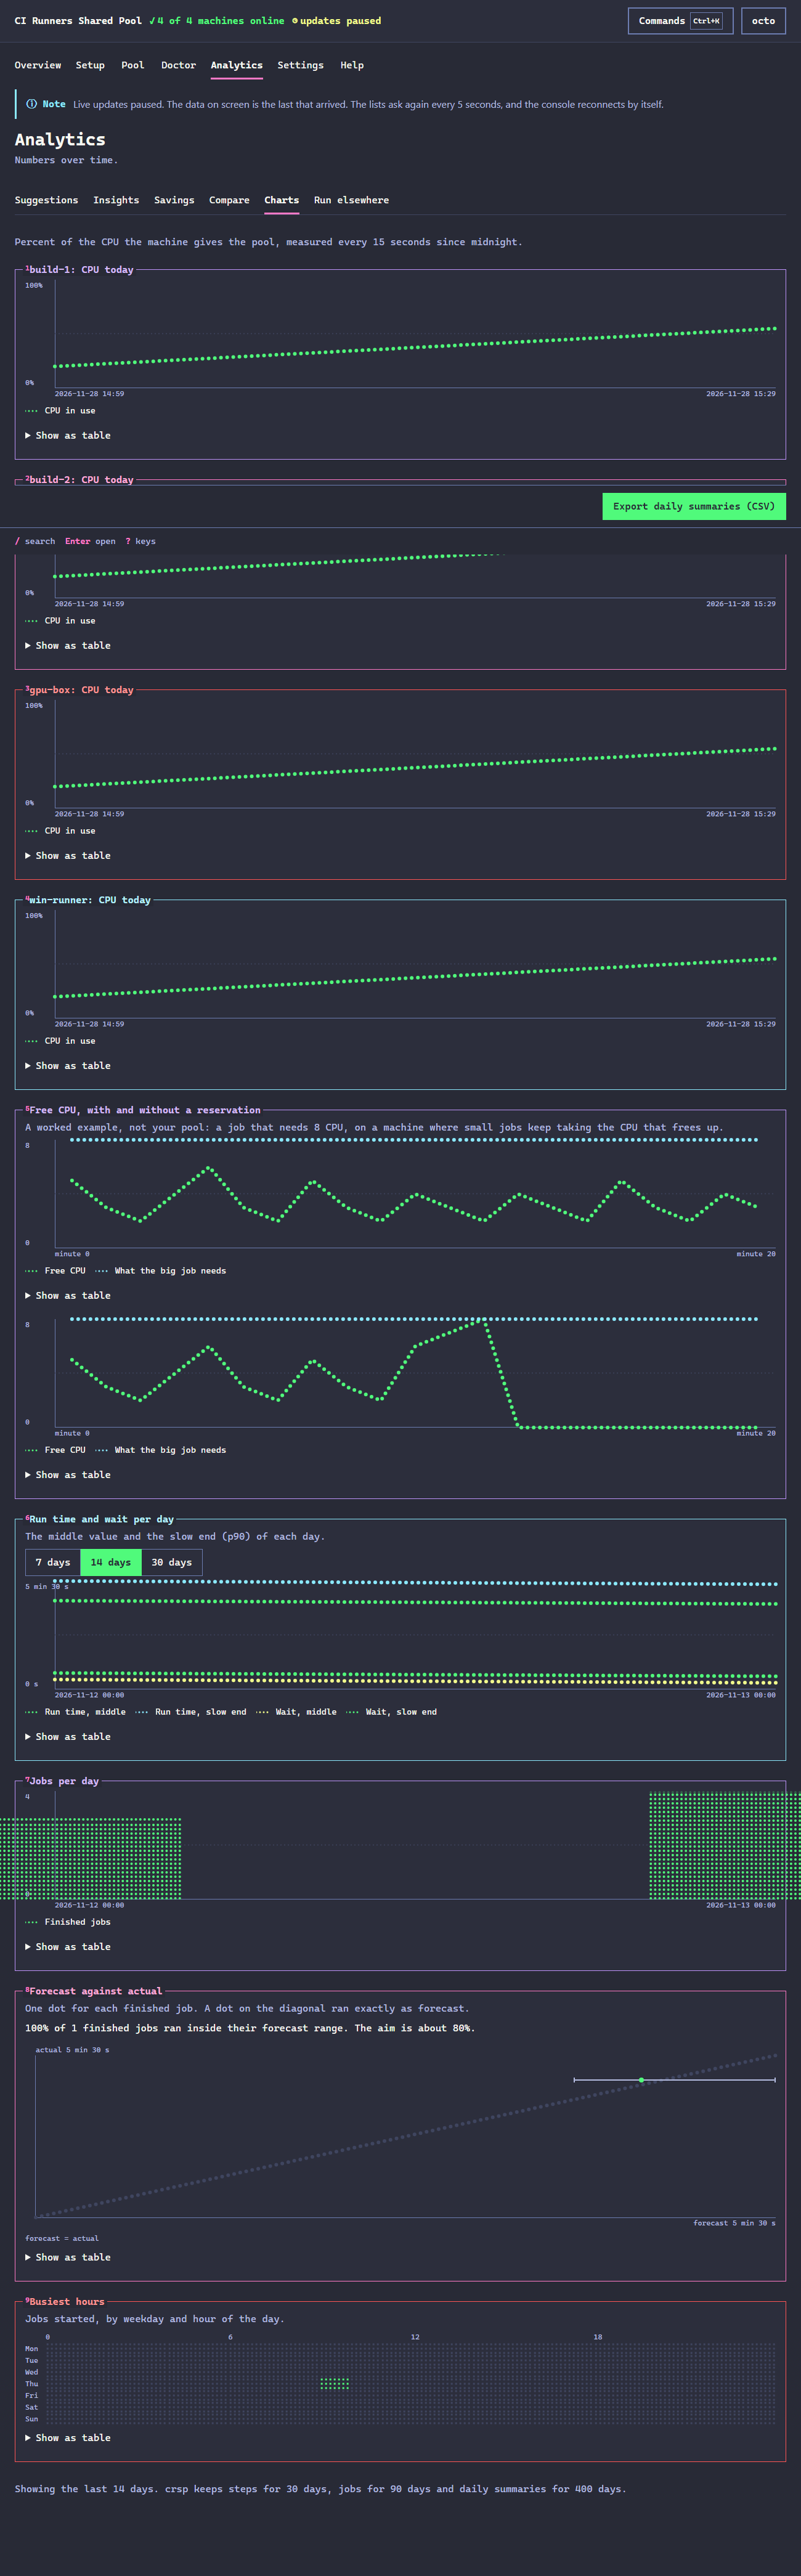 CI Runners Shared Pool ✓4 of 4 machines online updates paused
Commands Ctrl+K octo
Overview Setup Pool Doctor Analytics Settings Help
Note Live updates paused. The data on screen is the last that arrived. The lists ask again every 5 seconds, and the console reconnects by itself.
Analytics
Numbers over time.
Suggestions Insights Savings Compare Charts Run elsewhere
Percent of the CPU the machine gives the pool, measured every 15 seconds since midnight.
1build-1: CPU today
100%
0%
2026-11-28 14:59 2026-11-28 15:29
CPU in use
▶ Show as table
2build-2: CPU today
Export daily summaries (CSV)
/ search Enter open ? keys
0%
2026-11-28 14:59 2026-11-28 15:29
CPU in use
▶ Show as table
3gpu-box: CPU today
100%
0%
2026-11-28 14:59 2026-11-28 15:29
CPU in use
▶ Show as table
4win-runner: CPU today
100%
0%
2026-11-28 14:59 2026-11-28 15:29
CPU in use
▶ Show as table
5Free CPU, with and without a reservation
A worked example, not your pool: a job that needs 8 CPU, on a machine where small jobs keep taking the CPU that frees up.
8
0
minute 0 minute 20
Free CPU What the big job needs
▶ Show as table
8
0
minute 0 minute 20
Free CPU What the big job needs
▶ Show as table
6Run time and wait per day
The middle value and the slow end (p90) of each day.
7 days 14 days 30 days
5 min 30 s
0 s
2026-11-12 00:00 2026-11-13 00:00
Run time, middle Run time, slow end Wait, middle Wait, slow end
▶ Show as table
7Jobs per day
4
0
2026-11-12 00:00 2026-11-13 00:00
Finished jobs
▶ Show as table
8Forecast against actual
One dot for each finished job. A dot on the diagonal ran exactly as forecast.
100% of 1 finished jobs ran inside their forecast range. The aim is about 80%.
actual 5 min 30 s
forecast 5 min 30 s
forecast = actual
▶ Show as table
9Busiest hours
Jobs started, by weekday and hour of the day.
0 6 12 18
Mon
Tue
Wed
Thu
Fri
Sat
Sun
▶ Show as table
Showing the last 14 days. crsp keeps steps for 30 days, jobs for 90 days and daily summaries for 400 days.